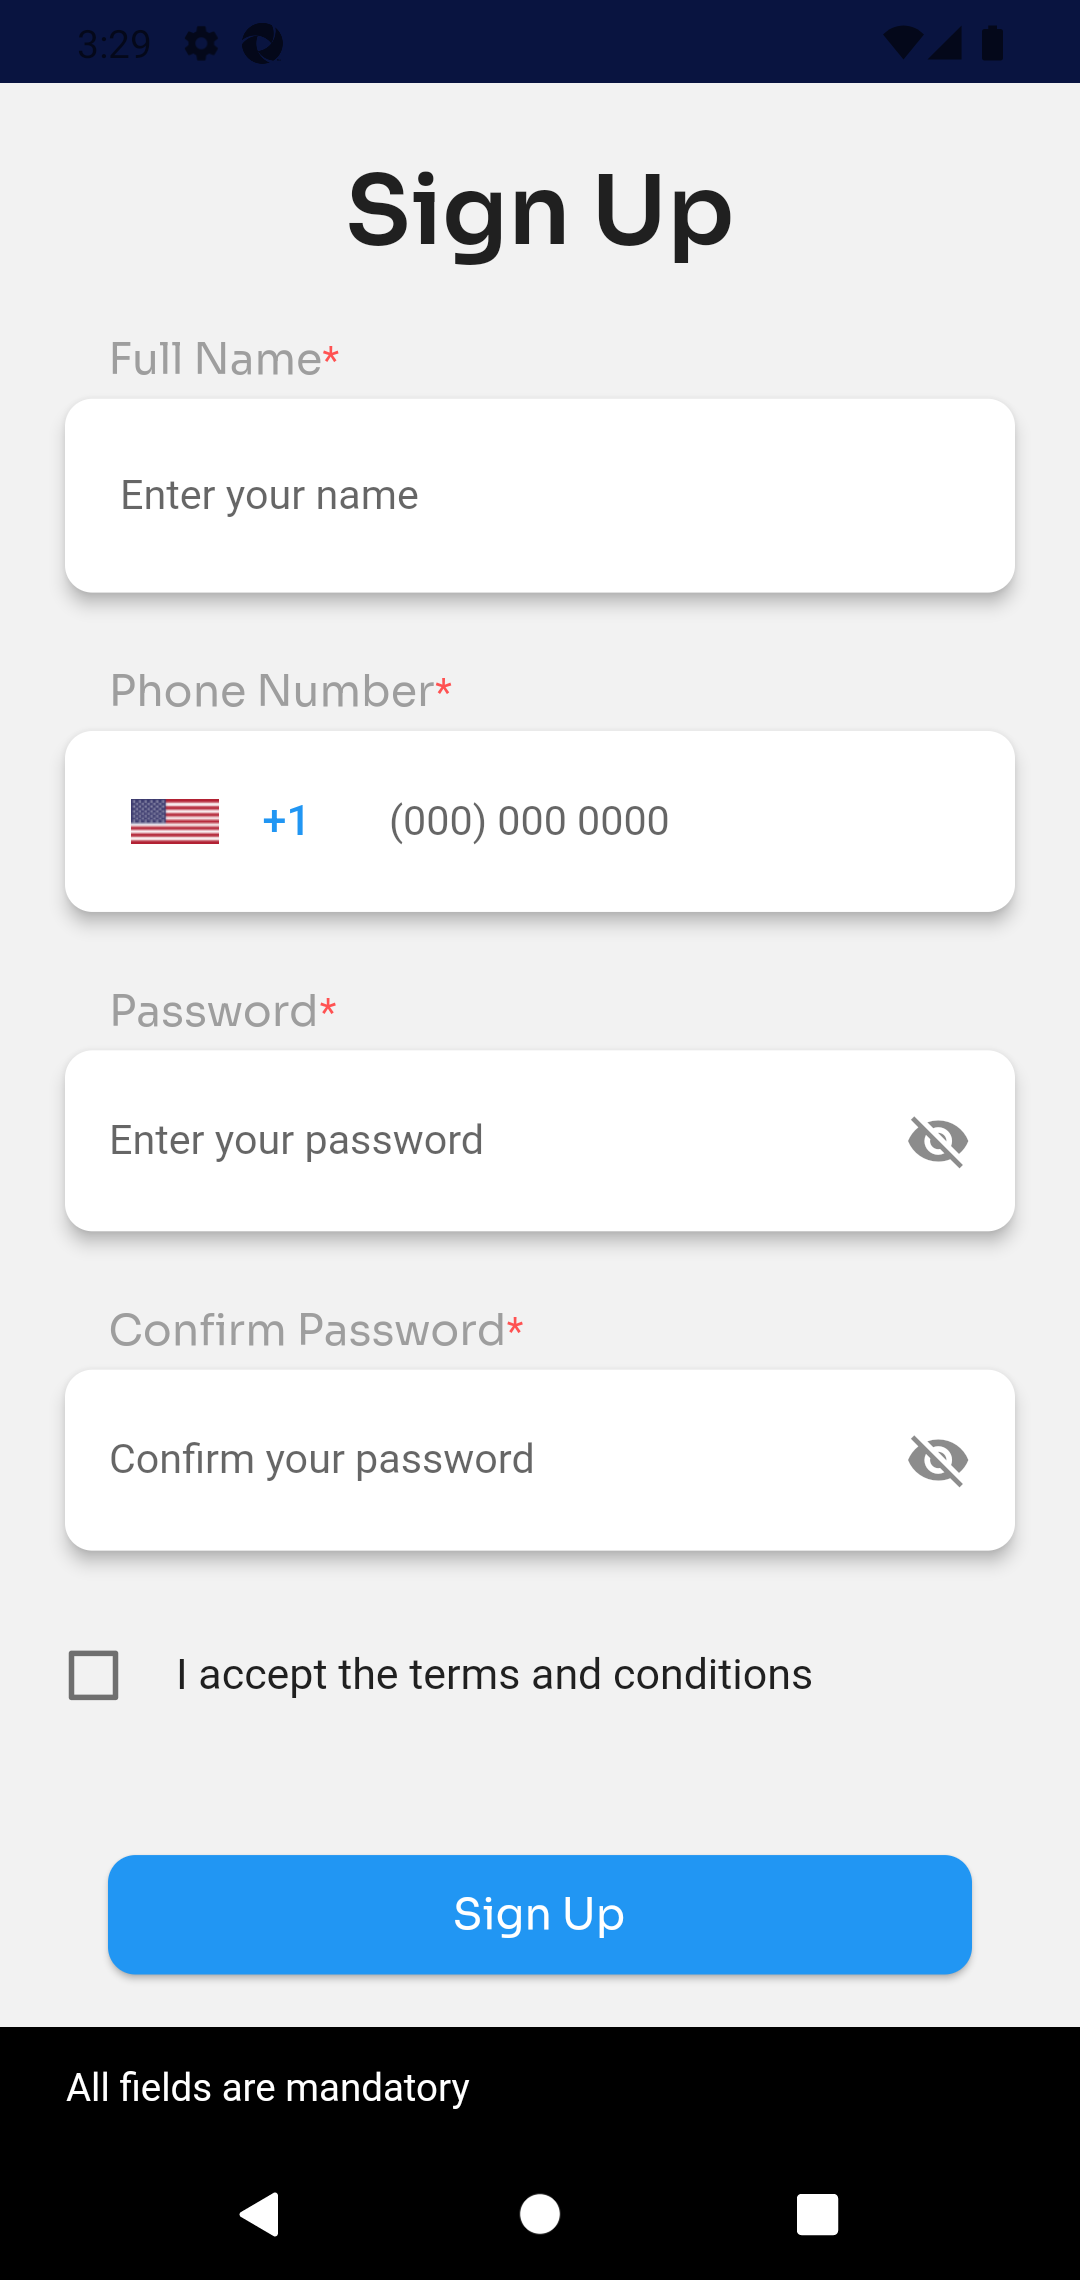 3:29
Sign Up
Full Name*
Enter your name
Phone Number*
+1 (000) 000 0000
Password*
Enter your password
Confirm Password*
Confirm your password
I accept the terms and conditions
Sign Up
All fields are mandatory